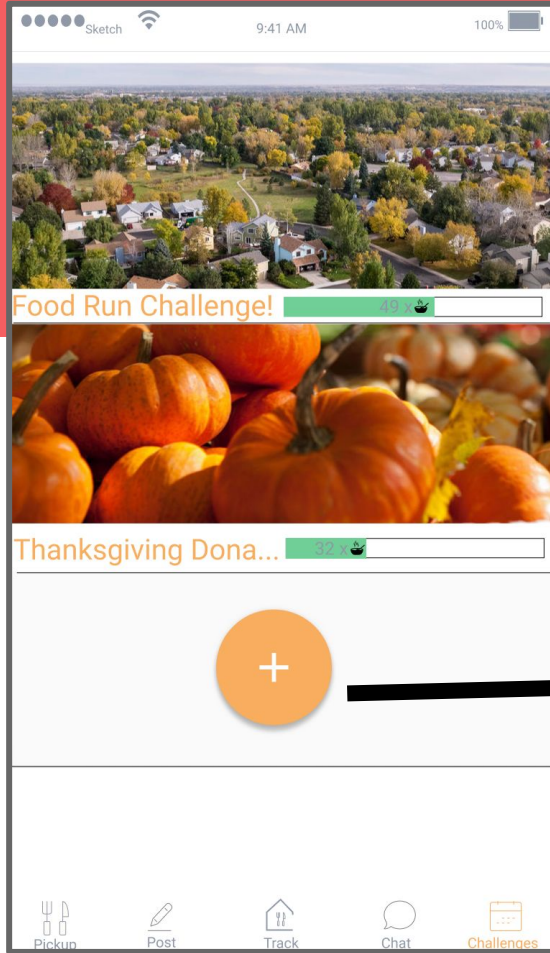 Sketch 9:41 AM 100%
Food Run Challenge! 49 x
Thanksgiving Dona... 32 x
+
Pickup Post Track Chat Challenges